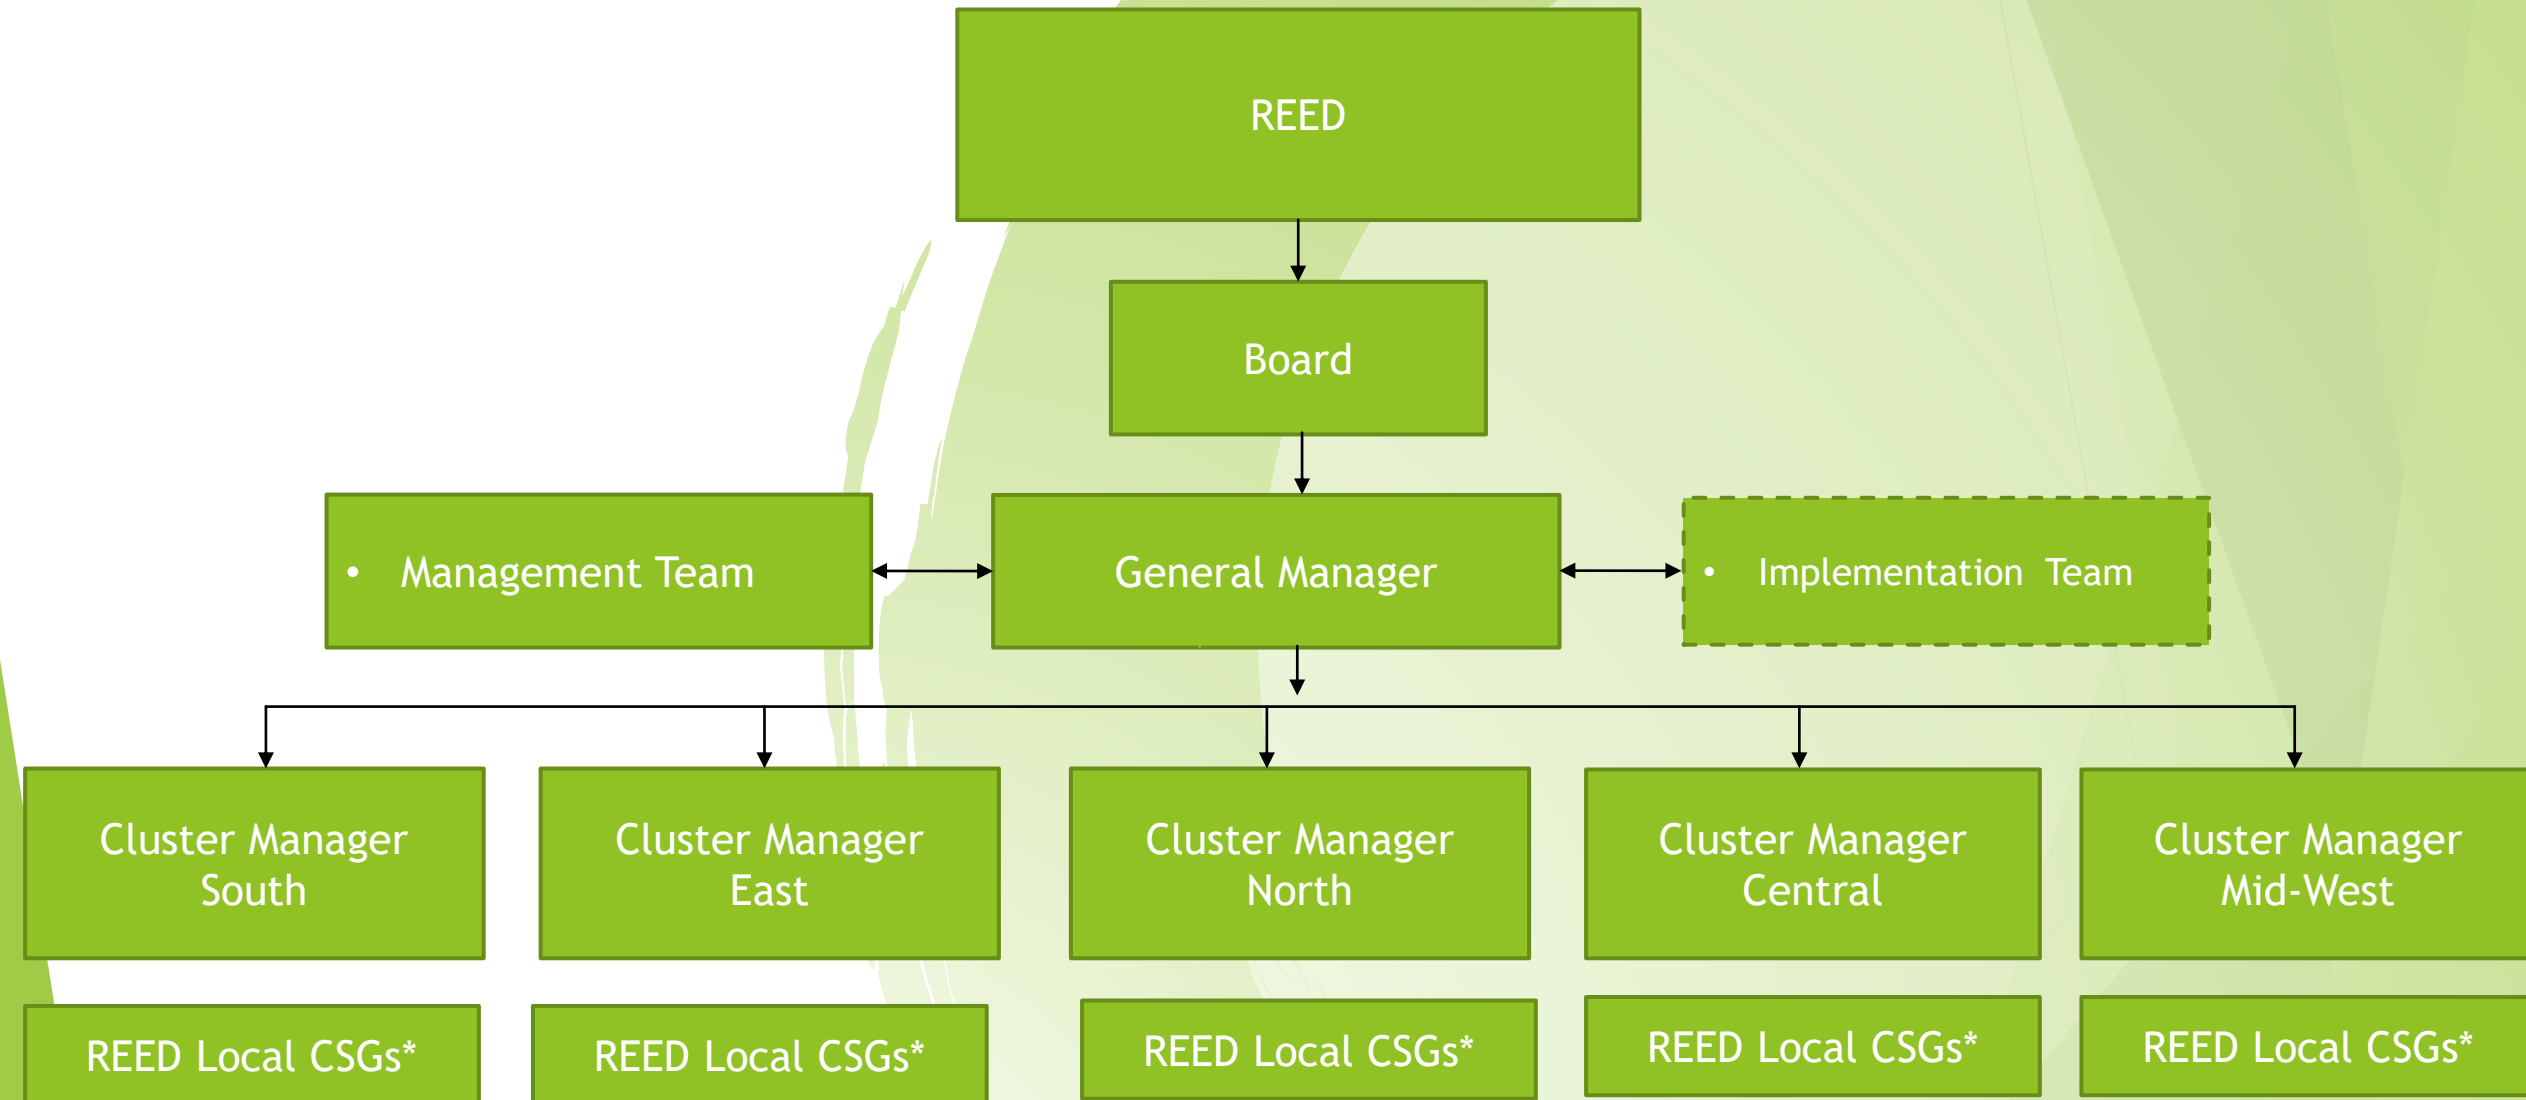 REED
Board
• Management Team
General Manager
• Implementation Team
Cluster Manager
South
Cluster Manager
East
Cluster Manager
North
Cluster Manager
Central
Cluster Manager
Mid-West
REED Local CSGs*
REED Local CSGs*
REED Local CSGs*
REED Local CSGs*
REED Local CSGs*